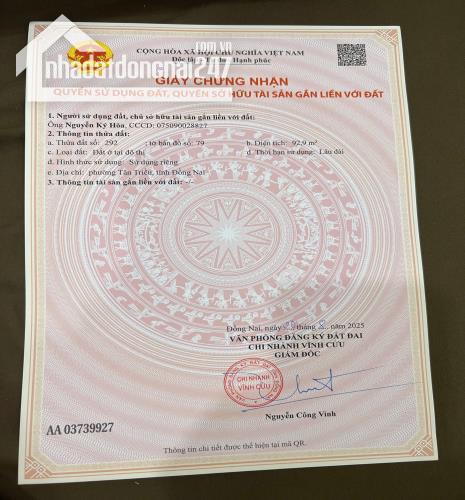 CỘNG HÒA XÃ HỘI CHỦ NGHĨA VIỆT NAM
Độc lập - Tự do - Hạnh phúc
nhadatdongnai247
.com.vn
GIẤY CHỨNG NHẬN
QUYỀN SỬ DỤNG ĐẤT, QUYỀN SỞ HỮU TÀI SẢN GẮN LIỀN VỚI ĐẤT
1. Người sử dụng đất, chủ sở hữu tài sản gắn liền với đất:
Ông Nguyễn Ký Hòa, CCCD: 075090028827
2. Thông tin thửa đất:
a. Thửa đất số: 292 ; tờ bản đồ số: 79 b. Diện tích: 92,9 m²
c. Loại đất: Đất ở tại đô thị d. Thời hạn sử dụng: Lâu dài
đ. Hình thức sử dụng: Sử dụng riêng
e. Địa chỉ: phường Tân Triều, tỉnh Đồng Nai
3. Thông tin tài sản gắn liền với đất: -/-
Đồng Nai, ngày tháng 8 năm 2025
VĂN PHÒNG ĐĂNG KÝ ĐẤT ĐAI
CHI NHÁNH VĨNH CỬU
GIÁM ĐỐC
CHI NHÁNH
VĨNH CỬU
Nguyễn Công Vinh
AA 03739927
Thông tin chi tiết được thể hiện tại mã QR.